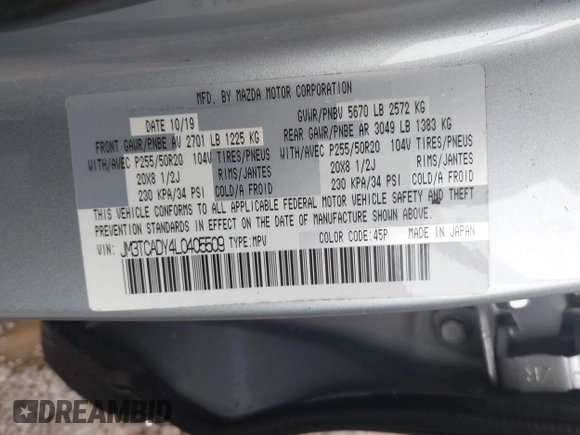 MFD. BY MAZDA MOTOR CORPORATION
DATE 10/19 GVWR/PNBV 5670 LB 2572 KG
FRONT GAWR/PNBE AV 2701 LB 1225 KG REAR GAWR/PNBE AR 3049 LB 1383 KG
WITH/AVEC P255/50R20 104V TIRES/PNEUS WITH/AVEC P255/50R20 104V TIRES/PNEUS
20X8 1/2J RIMS/JANTES 20X8 1/2J RIMS/JANTES
230 KPA/34 PSI COLD/A FROID 230 KPA/34 PSI COLD/A FROID
THIS VEHICLE CONFORMS TO ALL APPLICABLE FEDERAL MOTOR VEHICLE SAFETY AND THEFT
PREVENTION STANDARDS IN EFFECT ON THE DATE OF MANUFACTURE SHOWN ABOVE.
VIN: JM3TCADY4L0405509 TYPE:MPV COLOR CODE:45P MADE IN JAPAN
DREAMBID